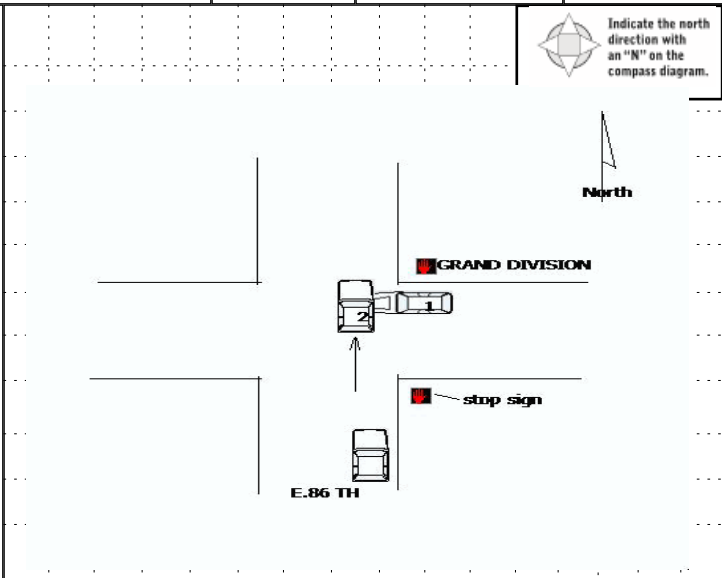 Indicate the north
direction with
an "N" on the
compass diagram.
North
GRAND DIVISION
1
2
stop sign
E.86 TH